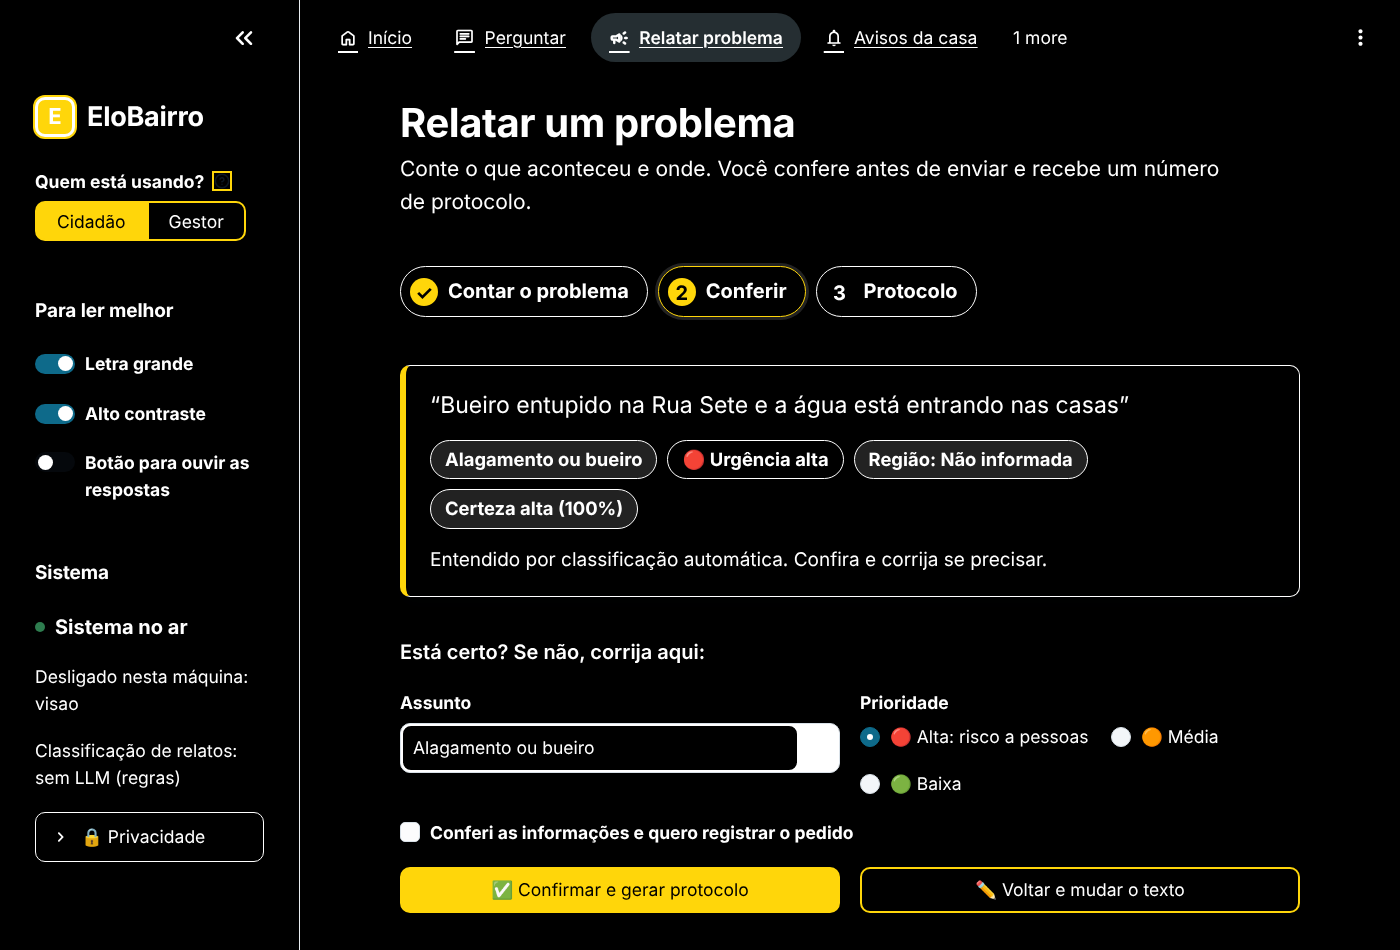 Início
Perguntar
Relatar problema
Avisos da casa
1 more
E
EloBairro
Quem está usando?
Cidadão
Gestor
Para ler melhor
Letra grande
Alto contraste
Botão para ouvir as
respostas
Sistema
Sistema no ar
Desligado nesta máquina:
visao
Classificação de relatos:
sem LLM (regras)
🔒 Privacidade
Relatar um problema
Conte o que aconteceu e onde. Você confere antes de enviar e recebe um número
de protocolo.
Contar o problema
2 Conferir
3 Protocolo
“Bueiro entupido na Rua Sete e a água está entrando nas casas”
Alagamento ou bueiro
🔴 Urgência alta
Região: Não informada
Certeza alta (100%)
Entendido por classificação automática. Confira e corrija se precisar.
Está certo? Se não, corrija aqui:
Assunto
Alagamento ou bueiro
Prioridade
🔴 Alta: risco a pessoas
🟠 Média
🟢 Baixa
Conferi as informações e quero registrar o pedido
✅ Confirmar e gerar protocolo
✏️ Voltar e mudar o texto